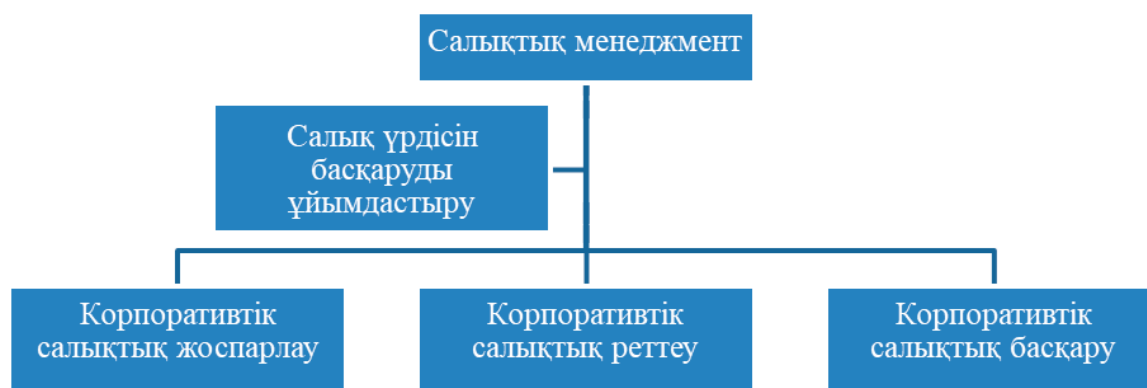 Салықтық менеджмент
Салық үрдісін
басқаруды
ұйымдастыру
Корпоративтік
салықтық жоспарлау
Корпоративтік
салықтық реттеу
Корпоративтік
салықтық басқару